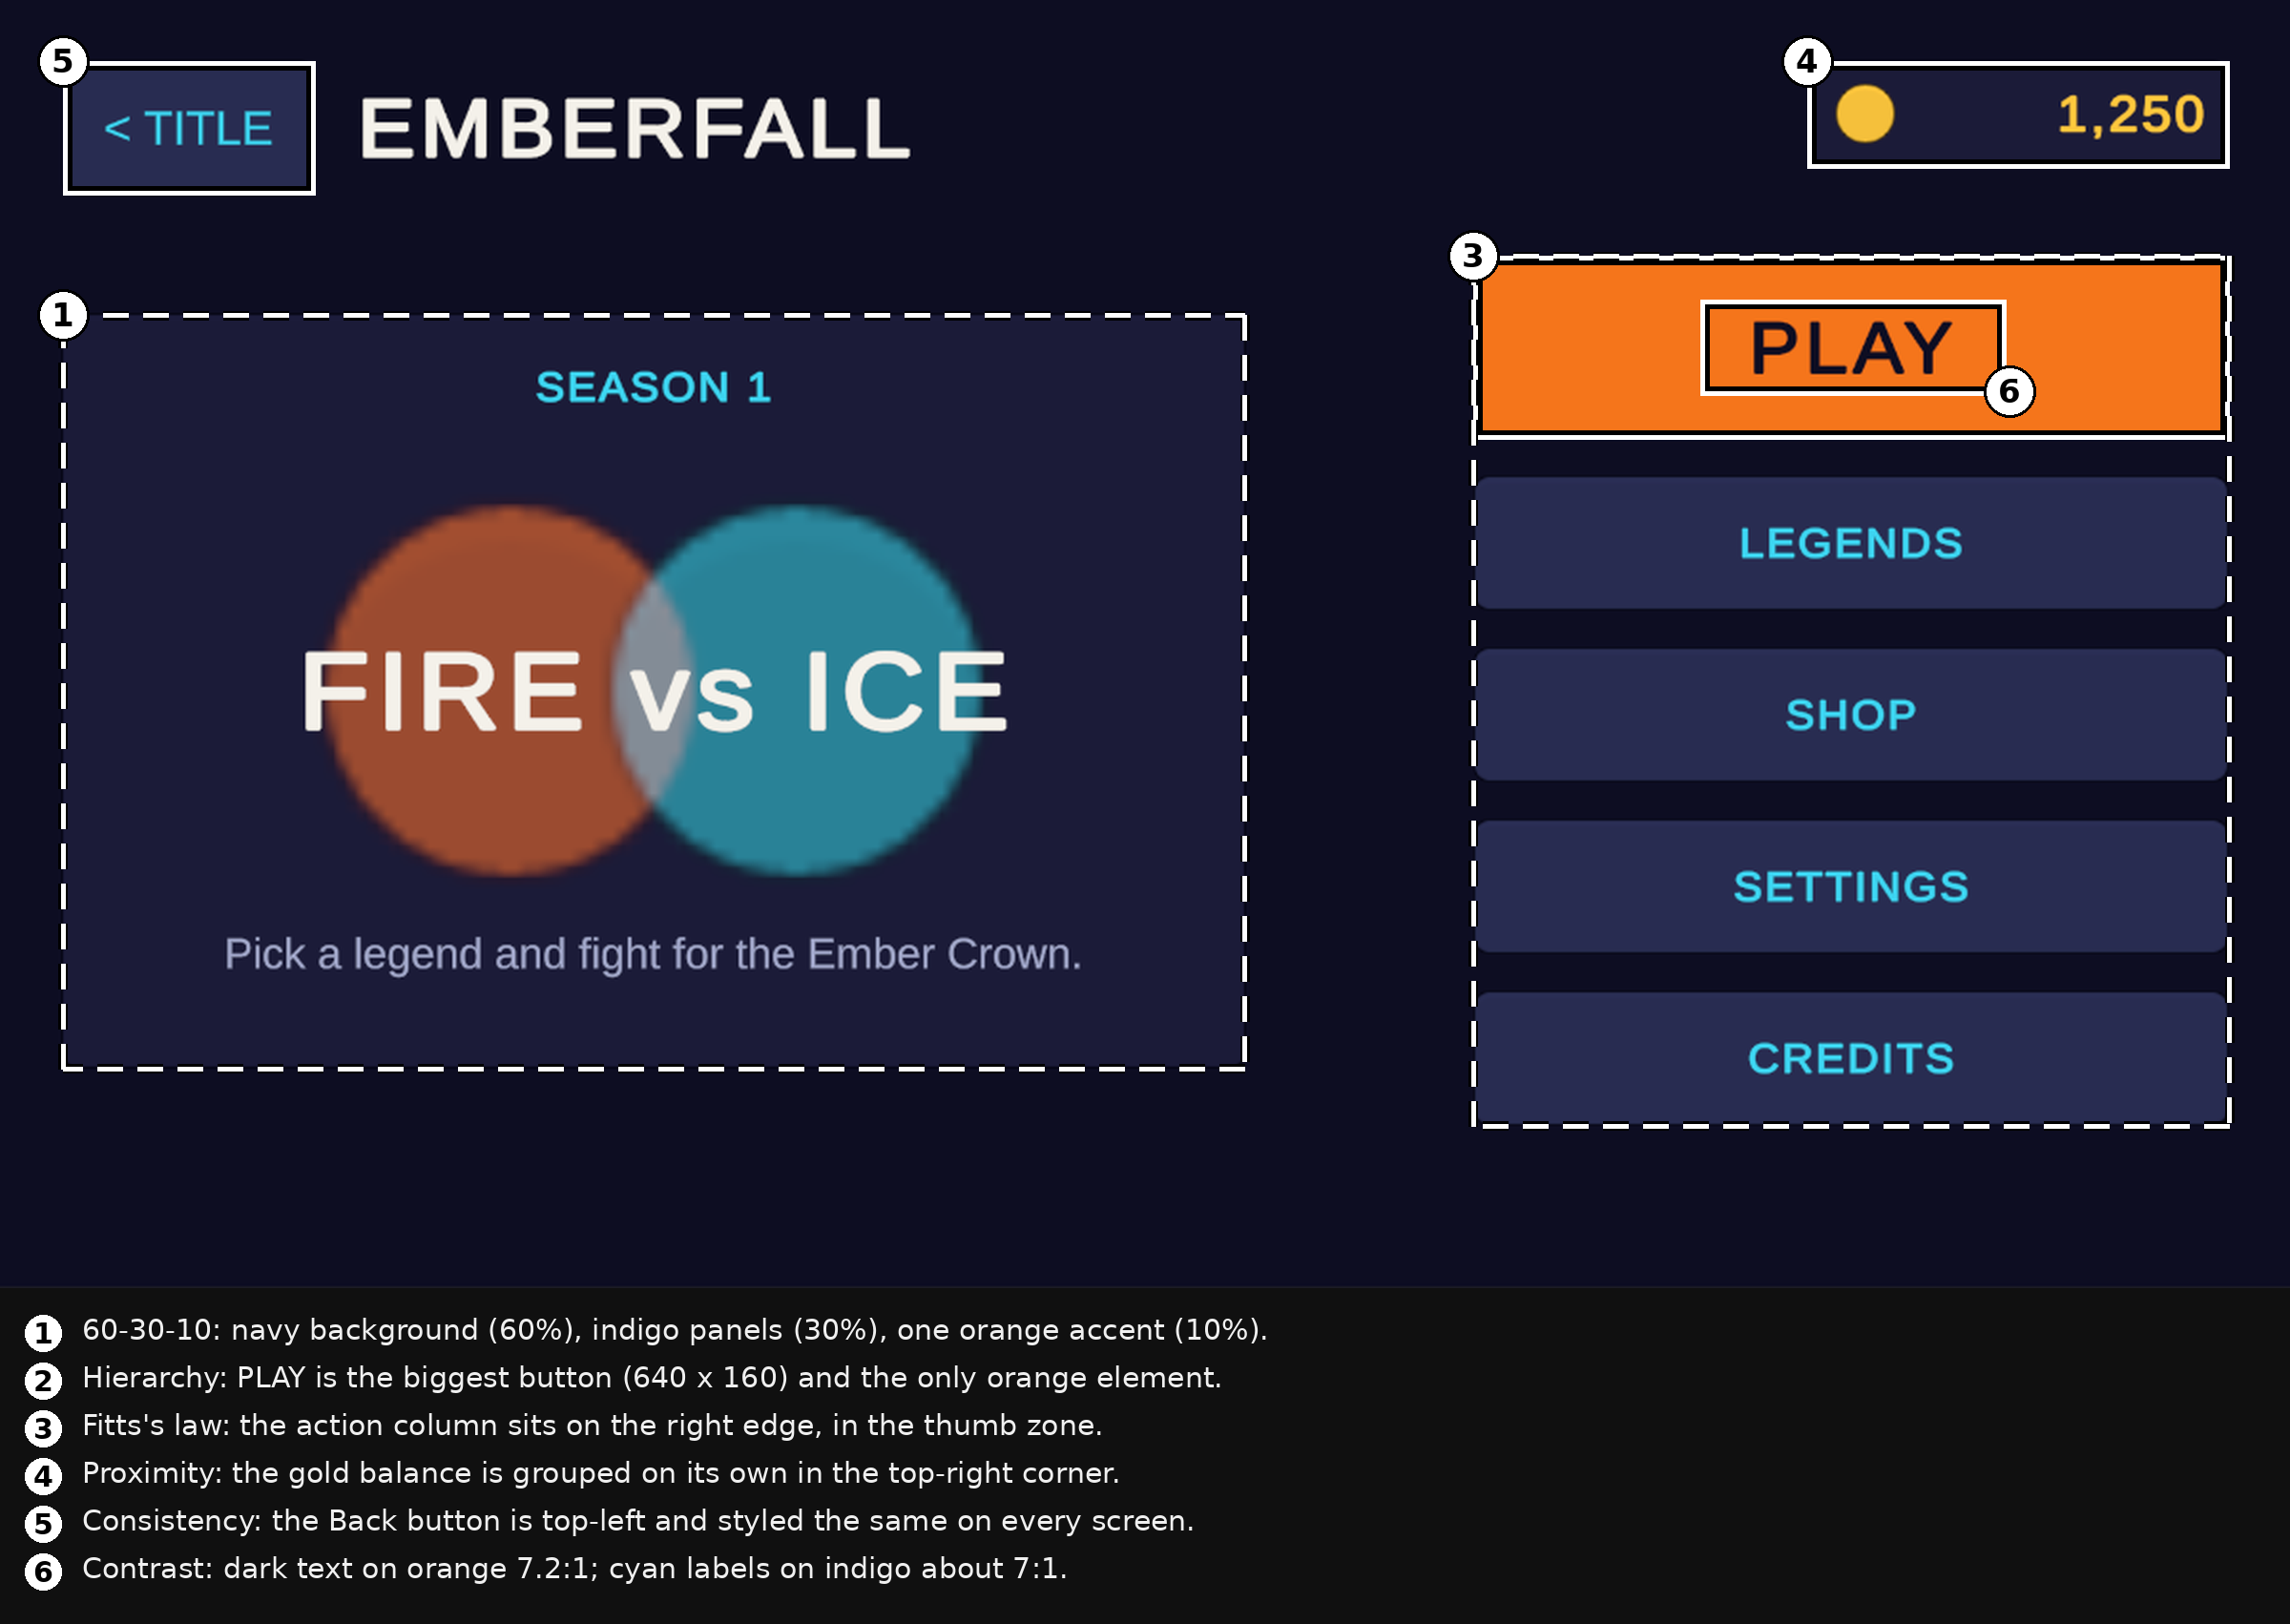 5
< TITLE
EMBERFALL
4
1,250
3
PLAY
6
1
SEASON 1
FIRE vs ICE
Pick a legend and fight for the Ember Crown.
LEGENDS
SHOP
SETTINGS
CREDITS
1 60-30-10: navy background (60%), indigo panels (30%), one orange accent (10%).
2 Hierarchy: PLAY is the biggest button (640 x 160) and the only orange element.
3 Fitts's law: the action column sits on the right edge, in the thumb zone.
4 Proximity: the gold balance is grouped on its own in the top-right corner.
5 Consistency: the Back button is top-left and styled the same on every screen.
6 Contrast: dark text on orange 7.2:1; cyan labels on indigo about 7:1.